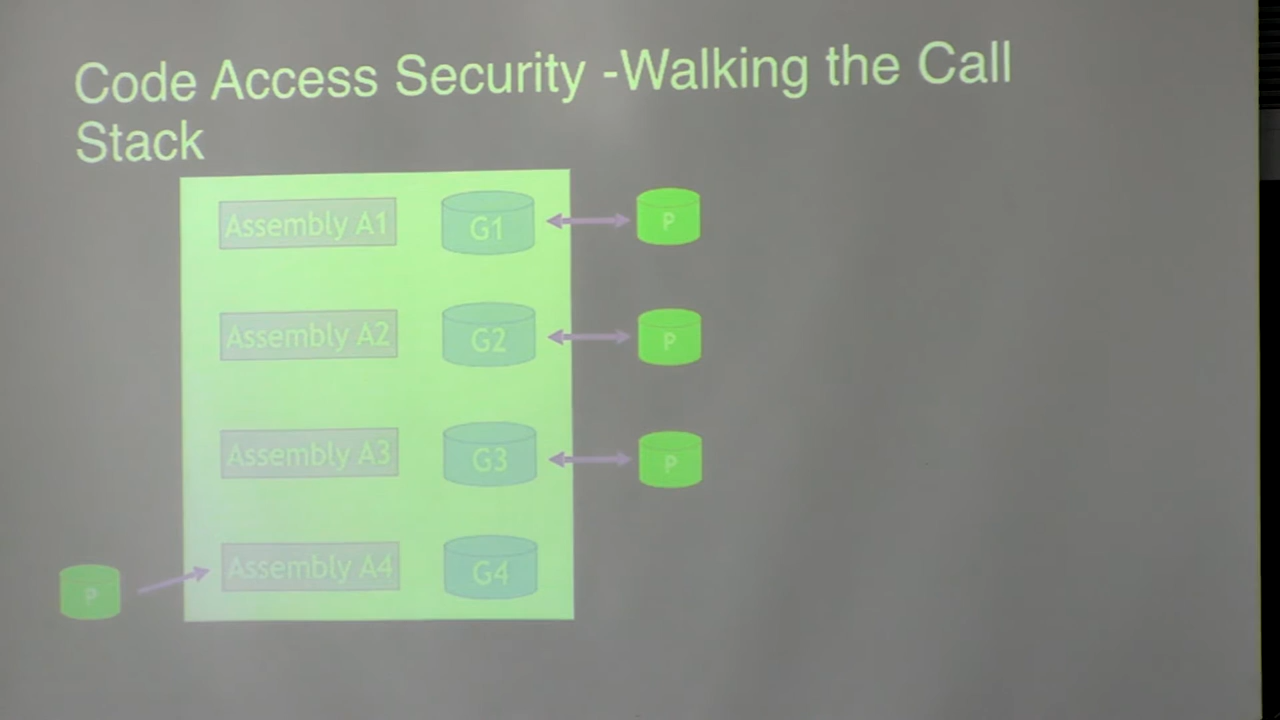 Code Access Security -Walking the Call
Stack
Assembly A1 G1 P
Assembly A2 G2 P
Assembly A3 G3 P
Assembly A4 G4
P